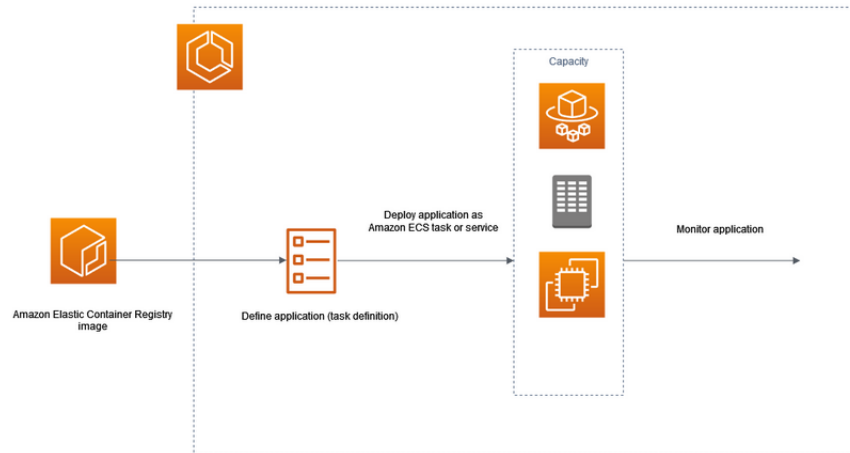 Capacity
Deploy application as
Amazon ECS task or service
Monitor application
Amazon Elastic Container Registry
image
Define application (task definition)